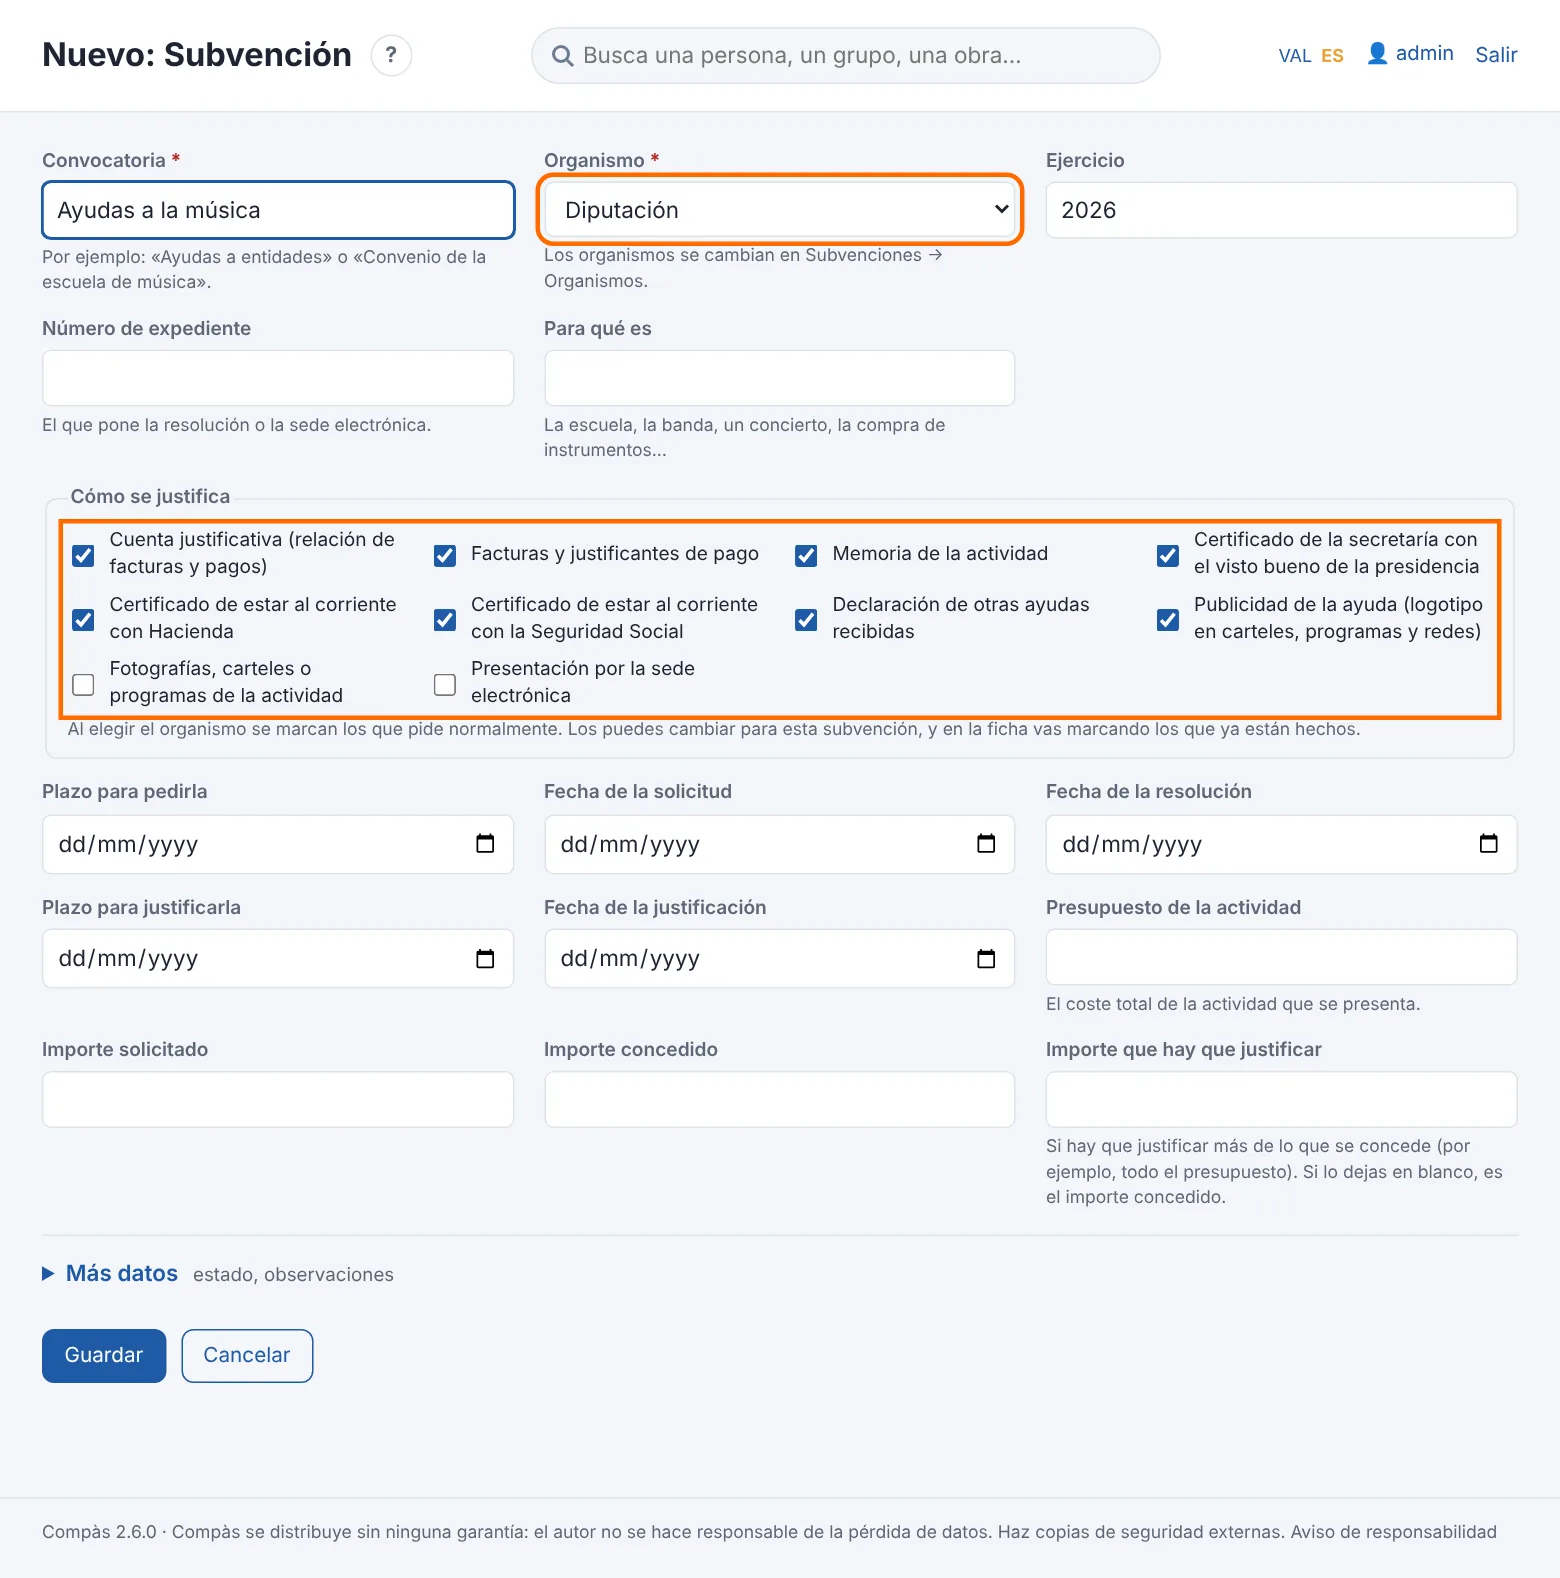 Nuevo: Subvención
?
Busca una persona, un grupo, una obra...
VAL ES
admin
Salir
Convocatoria *
Organismo *
Ejercicio
Ayudas a la música
Diputación
2026
Por ejemplo: «Ayudas a entidades» o «Convenio de la
escuela de música».
Los organismos se cambian en Subvenciones →
Organismos.
Número de expediente
Para qué es
El que pone la resolución o la sede electrónica.
La escuela, la banda, un concierto, la compra de
instrumentos...
Cómo se justifica
Cuenta justificativa (relación de
facturas y pagos)
Facturas y justificantes de pago
Memoria de la actividad
Certificado de la secretaría con
el visto bueno de la presidencia
Certificado de estar al corriente
con Hacienda
Certificado de estar al corriente
con la Seguridad Social
Declaración de otras ayudas
recibidas
Publicidad de la ayuda (logotipo
en carteles, programas y redes)
Fotografías, carteles o
programas de la actividad
Presentación por la sede
electrónica
Al elegir el organismo se marcan los que pide normalmente. Los puedes cambiar para esta subvención, y en la ficha vas marcando los que ya están hechos.
Plazo para pedirla
Fecha de la solicitud
Fecha de la resolución
dd/mm/yyyy
dd/mm/yyyy
dd/mm/yyyy
Plazo para justificarla
Fecha de la justificación
Presupuesto de la actividad
dd/mm/yyyy
dd/mm/yyyy
El coste total de la actividad que se presenta.
Importe solicitado
Importe concedido
Importe que hay que justificar
Si hay que justificar más de lo que se concede (por
ejemplo, todo el presupuesto). Si lo dejas en blanco, es
el importe concedido.
Más datos estado, observaciones
Guardar
Cancelar
Compàs 2.6.0 · Compàs se distribuye sin ninguna garantía: el autor no se hace responsable de la pérdida de datos. Haz copias de seguridad externas. Aviso de responsabilidad